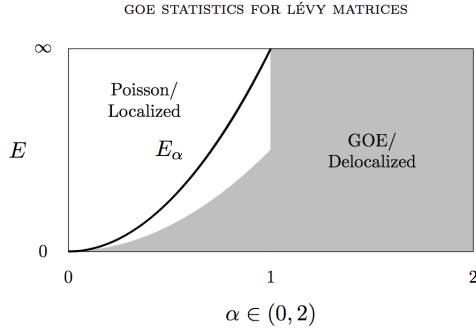 GOE STATISTICS FOR LÉVY MATRICES
∞
Poisson/
Localized
E
E_α
GOE/
Delocalized
0
0
1
2
α ∈ (0, 2)